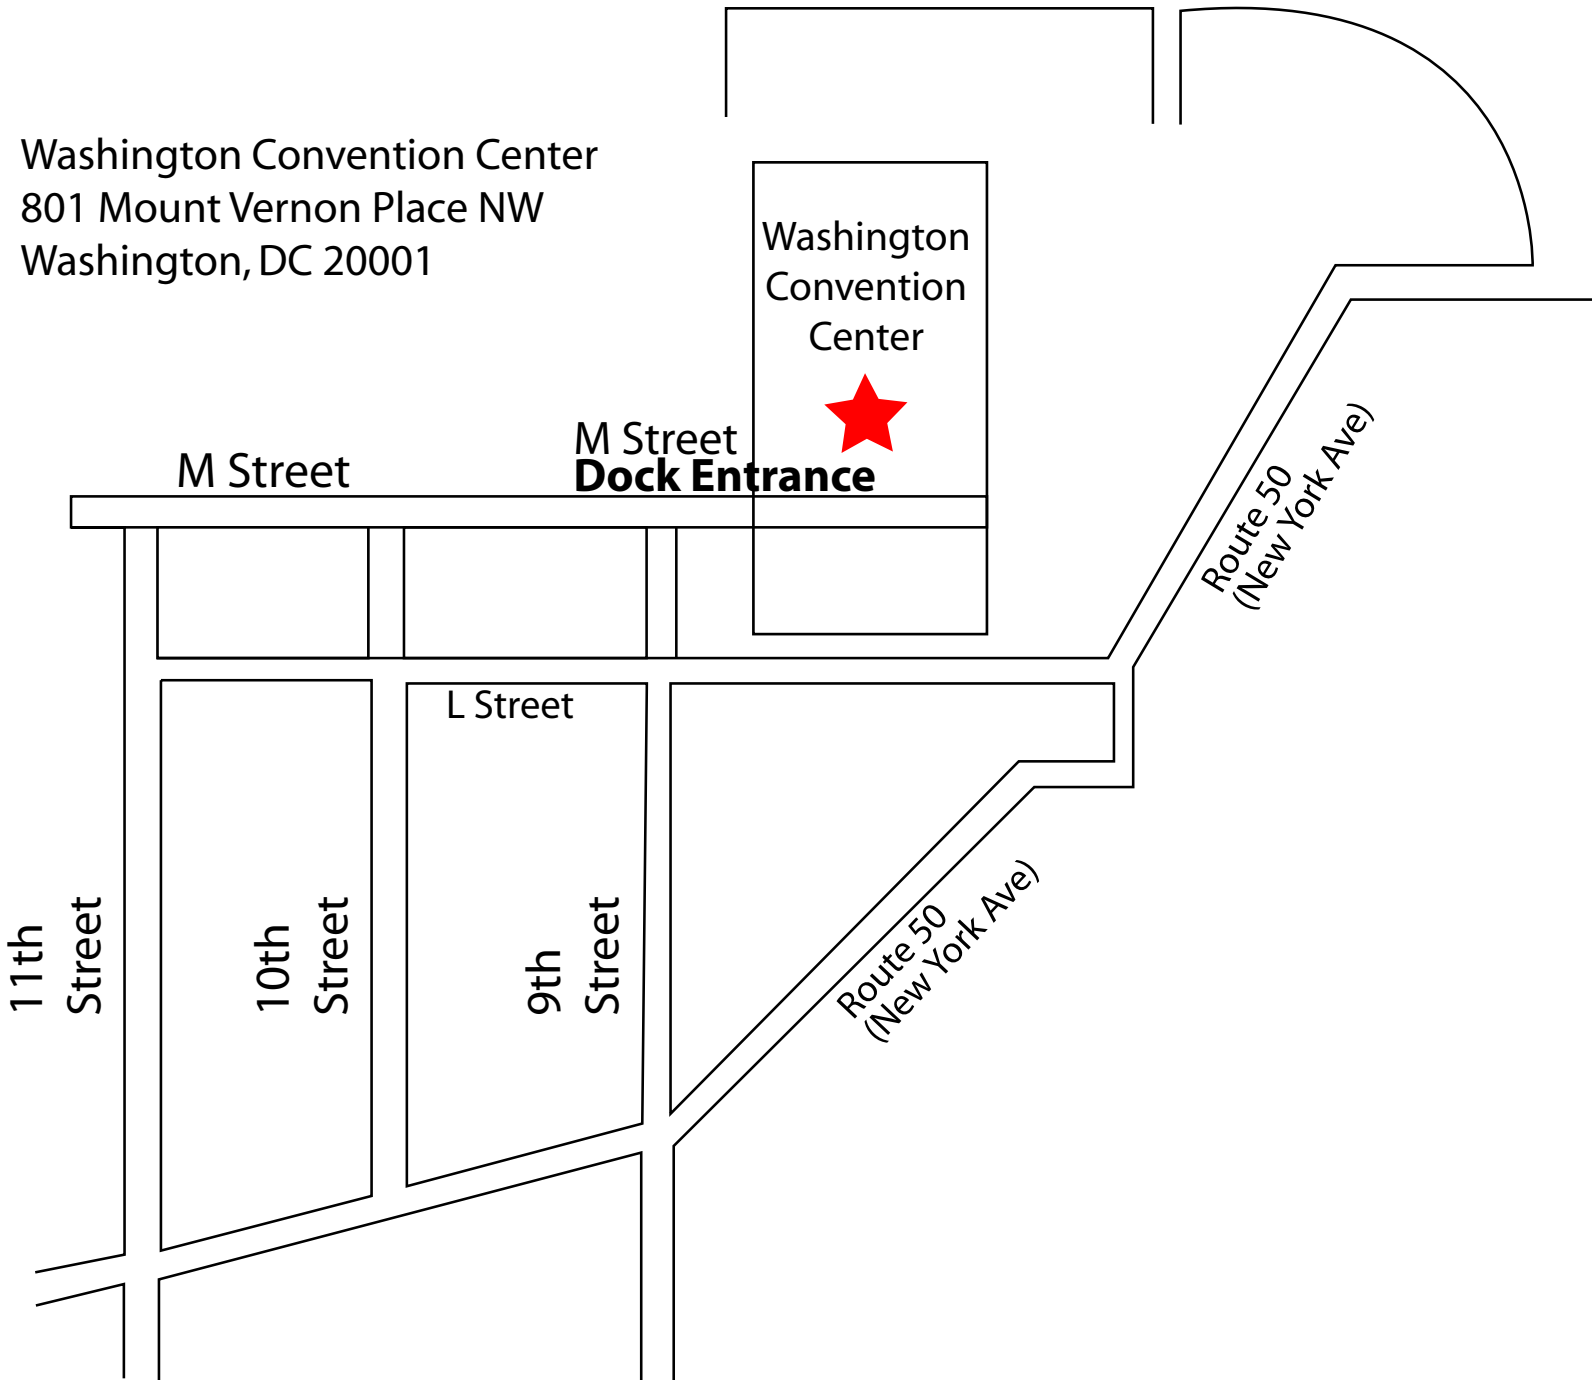 Washington Convention Center
801 Mount Vernon Place NW
Washington, DC 20001
Washington
Convention
Center
M Street
M Street
Dock Entrance
Route 50
(New York Ave)
L Street
11th
Street
10th
Street
9th
Street
Route 50
(New York Ave)